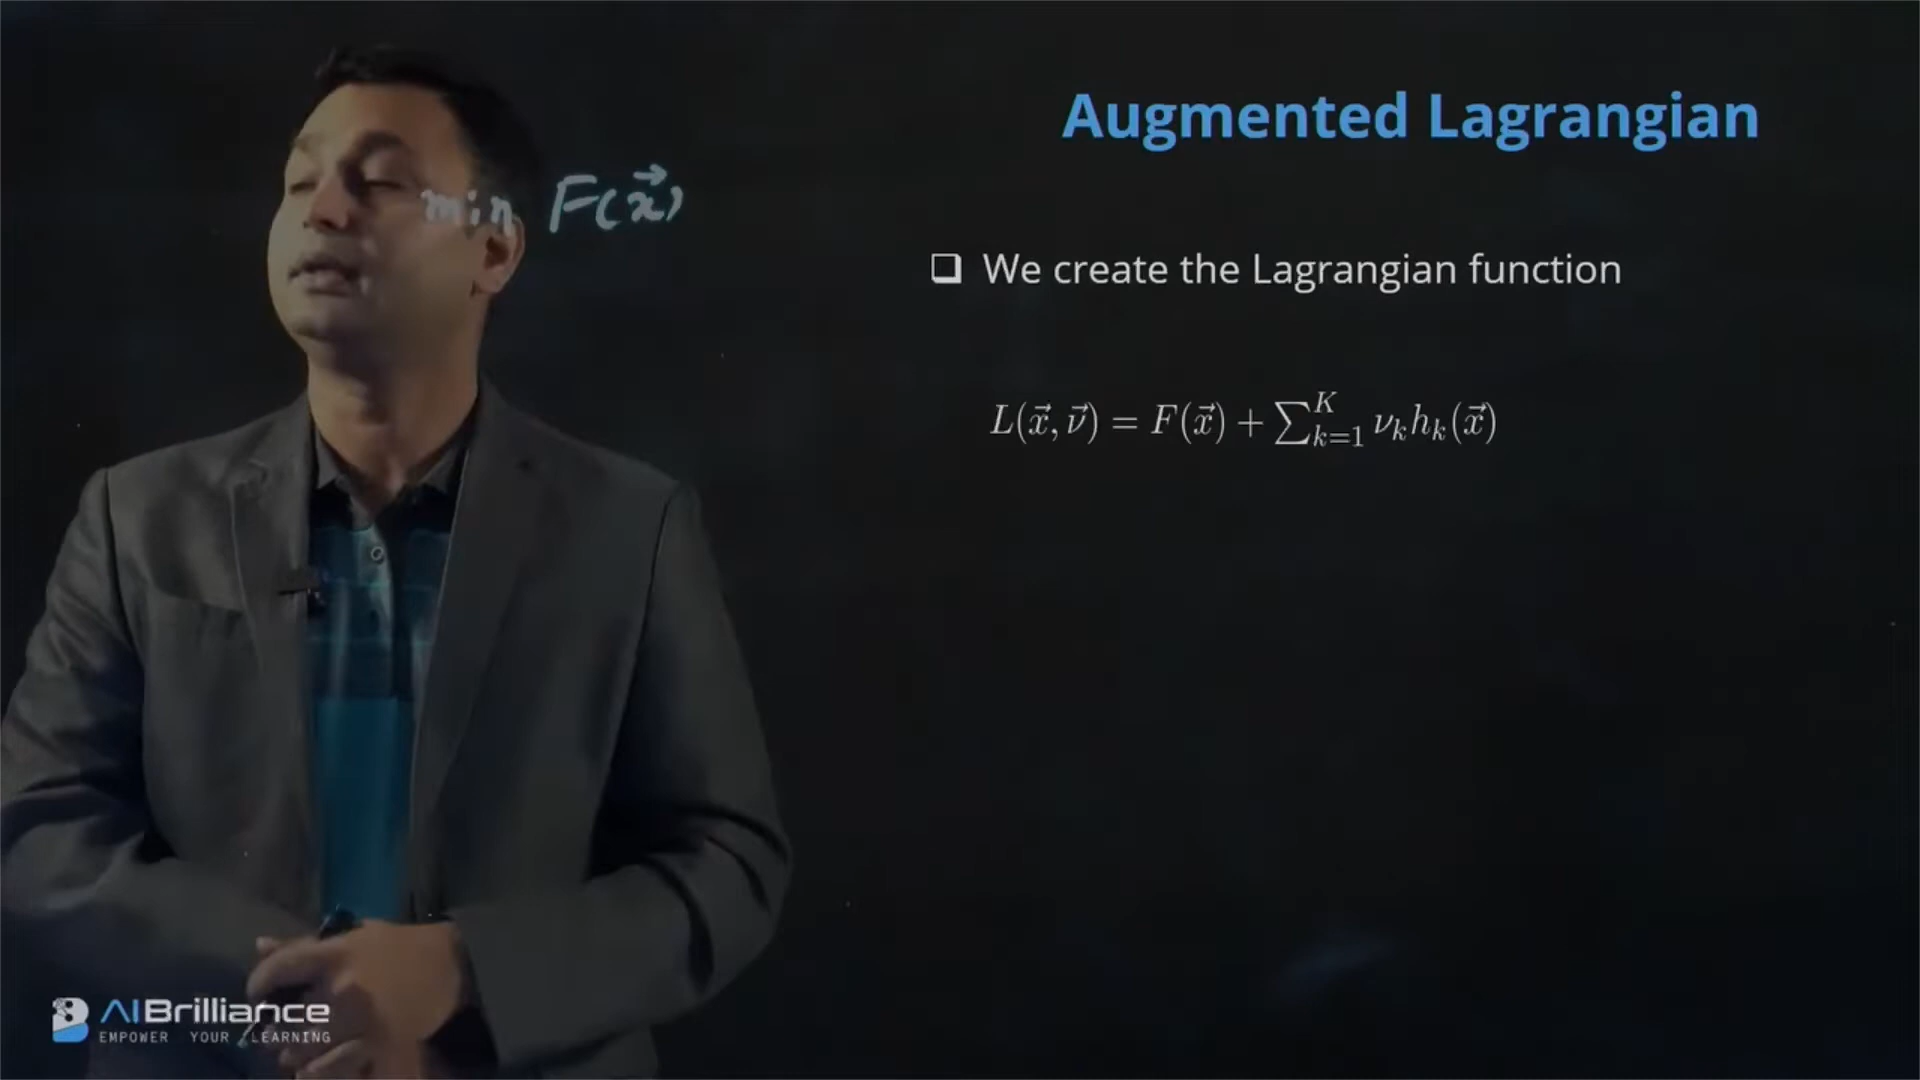 Augmented Lagrangian
min F(x⃗)
❑ We create the Lagrangian function
L(x⃗, ν⃗) = F(x⃗) + ∑_{k=1}^{K} ν_k h_k(x⃗)
AIBrilliance
EMPOWER YOUR LEARNING